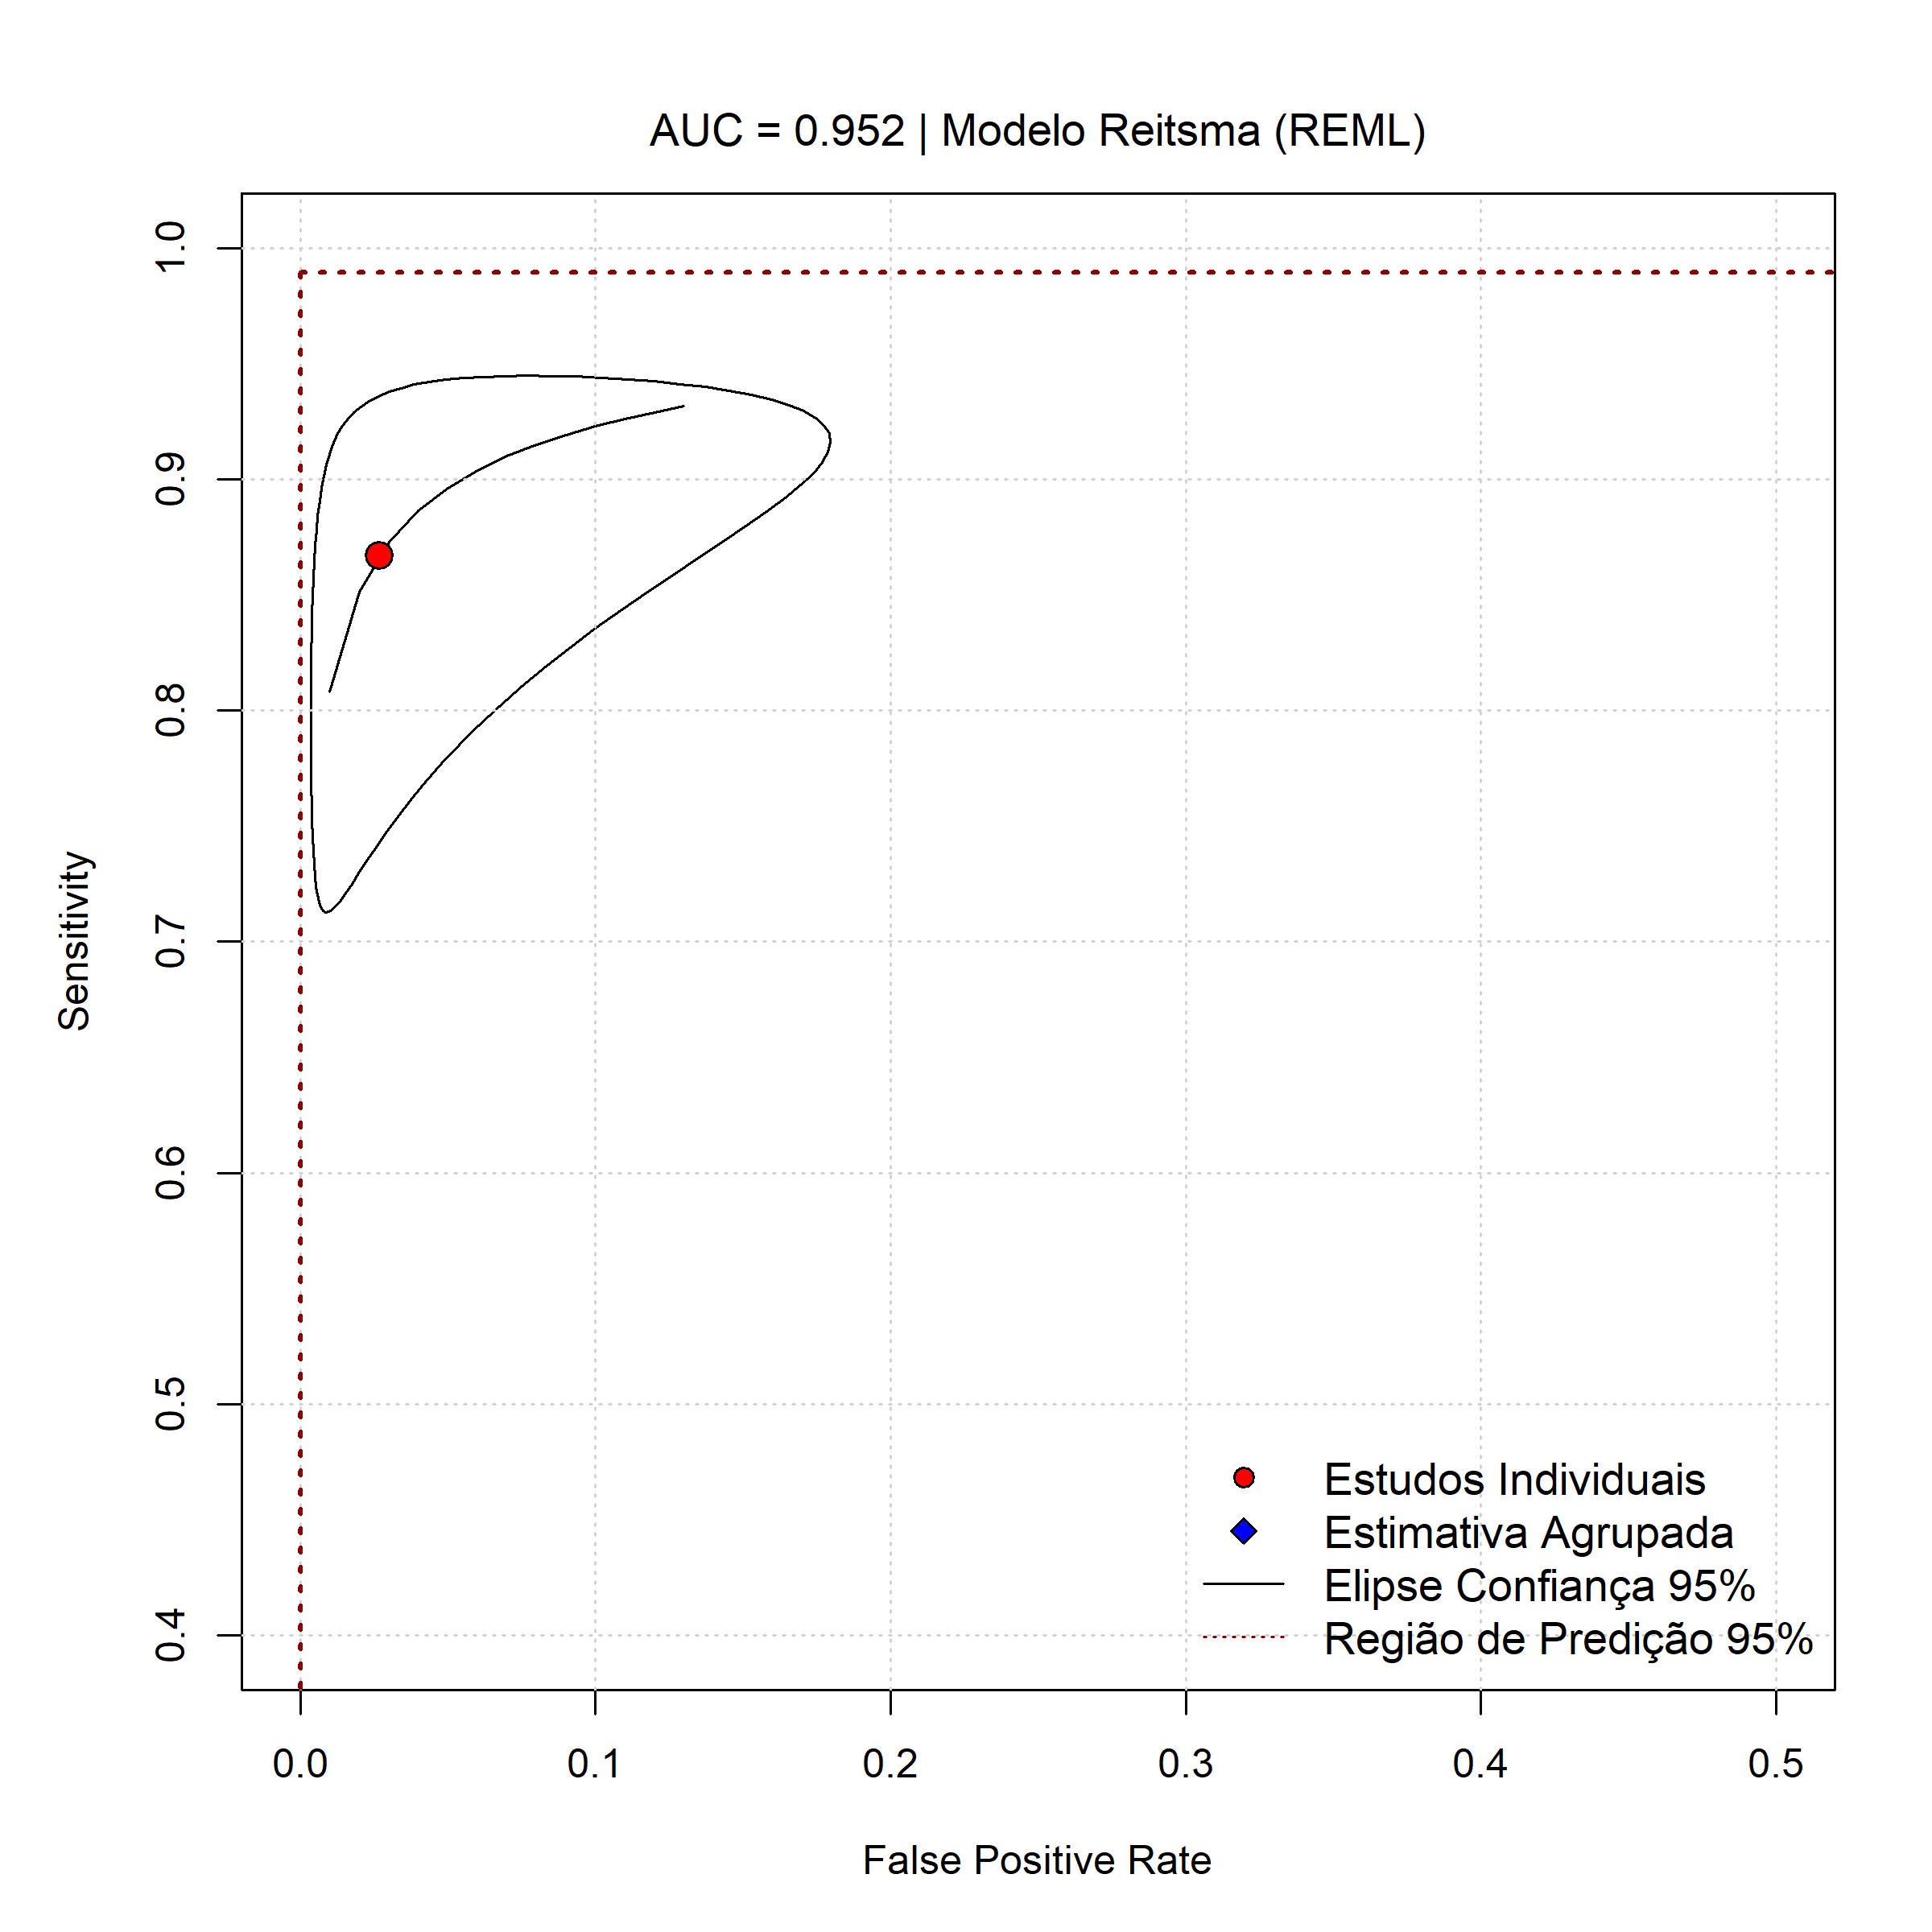 AUC = 0.952 | Modelo Reitsma (REML)
1.0
0.9
0.8
0.7
0.6
0.5
0.4
Sensitivity
Estudos Individuais
Estimativa Agrupada
Elipse Confiança 95%
Região de Predição 95%
0.0 0.1 0.2 0.3 0.4 0.5
False Positive Rate